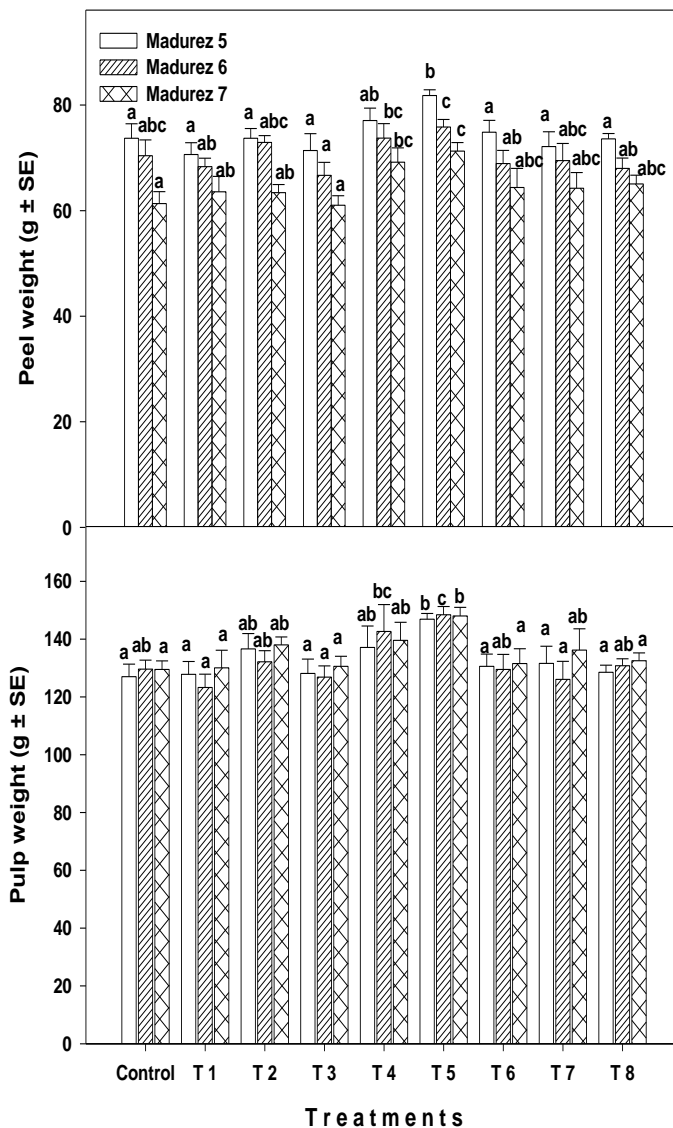 Madurez 5
Madurez 6
Madurez 7
Peel weight (g ± SE)
80
60
40
20
0
a abc a a ab ab a abc ab a a a ab bc bc b c c a ab abc a abc abc a ab abc
Pulp weight (g ± SE)
160
140
120
100
80
60
40
20
0
a ab a a a a ab ab ab a a a ab bc ab b c b a ab a a a ab a ab a
Control T 1 T 2 T 3 T 4 T 5 T 6 T 7 T 8
Treatments